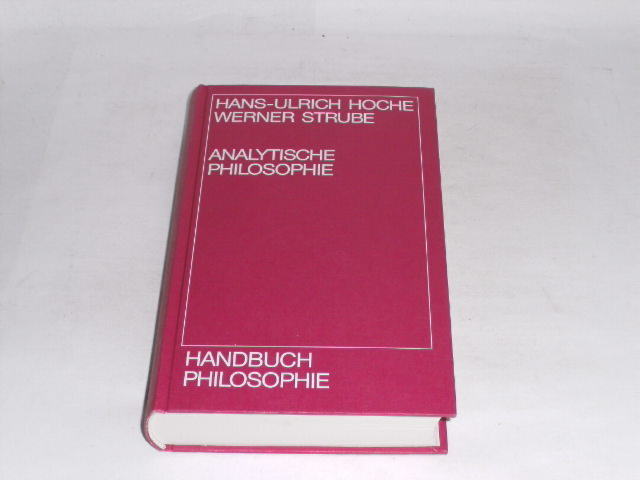 HANS-ULRICH HOCHE
WERNER STRUBE
ANALYTISCHE
PHILOSOPHIE
HANDBUCH
PHILOSOPHIE